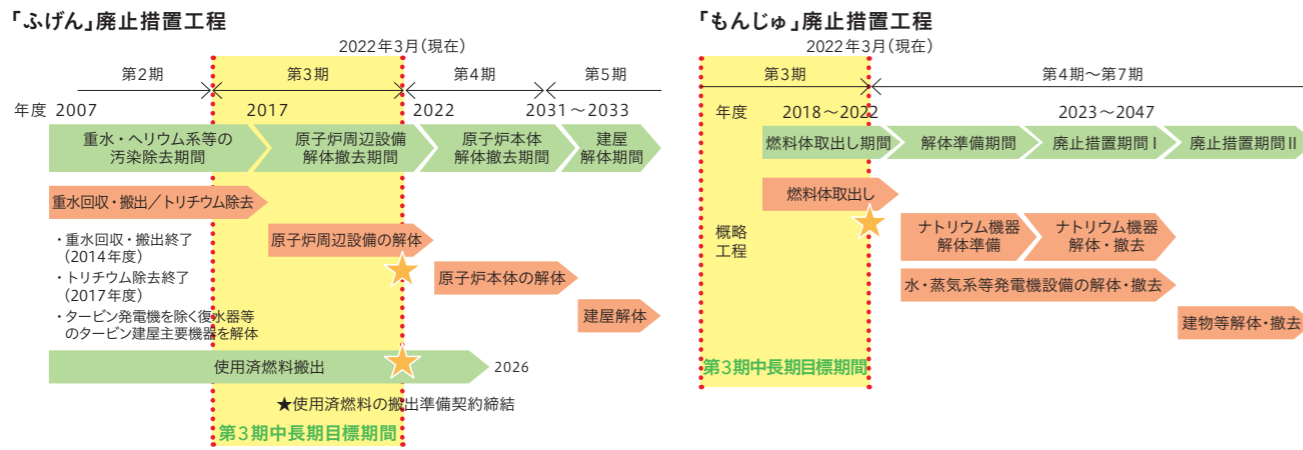 「ふげん」廃止措置工程
2022年3月(現在)
第2期
第3期
第4期
第5期
年度 2007
2017
2022
2031～2033
重水・ヘリウム系等の
汚染除去期間
原子炉周辺設備
解体撤去期間
原子炉本体
解体撤去期間
建屋
解体期間
重水回収・搬出／トリチウム除去
・重水回収・搬出終了
(2014年度)
・トリチウム除去終了
(2017年度)
・タービン発電機を除く復水器等
のタービン建屋主要機器を解体
原子炉周辺設備の解体
原子炉本体の解体
建屋解体
使用済燃料搬出
2026
★使用済燃料の搬出準備契約締結
第3期中長期目標期間
「もんじゅ」廃止措置工程
2022年3月(現在)
第3期
第4期～第7期
年度
2018～2022
2023～2047
燃料体取出し期間
解体準備期間
廃止措置期間Ⅰ
廃止措置期間Ⅱ
燃料体取出し
概略
工程
ナトリウム機器
解体準備
ナトリウム機器
解体・撤去
水・蒸気系等発電機設備の解体・撤去
建物等解体・撤去
第3期中長期目標期間